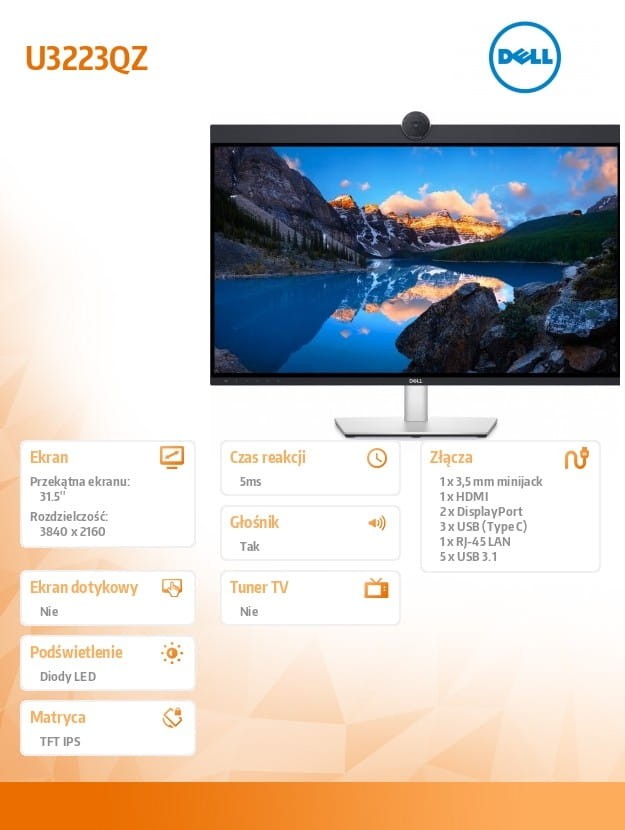 U3223QZ
DELL
DELL
Ekran
Przekątna ekranu:
31.5"
Rozdzielczość:
3840 x 2160
Czas reakcji
5ms
Głośnik
Tak
Złącza
1 x 3,5 mm minijack
1 x HDMI
2 x DisplayPort
3 x USB (Type C)
1 x RJ-45 LAN
5 x USB 3.1
Ekran dotykowy
Nie
Tuner TV
Nie
Podświetlenie
Diody LED
Matryca
TFT IPS